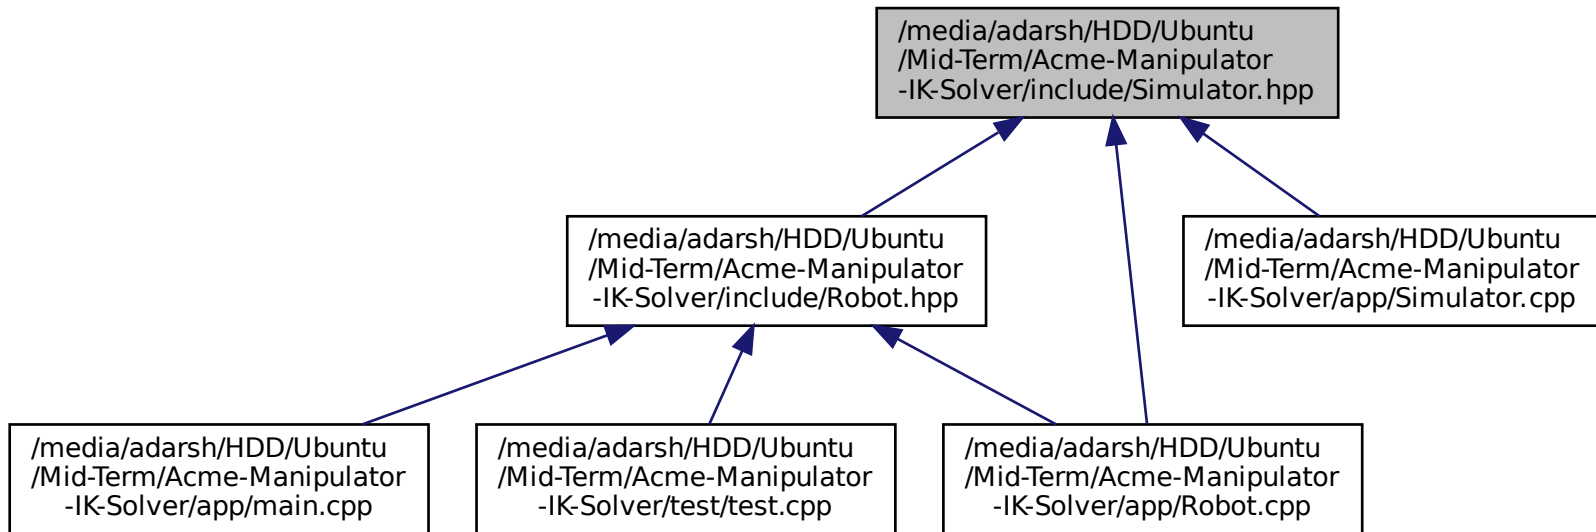 /media/adarsh/HDD/Ubuntu
/Mid-Term/Acme-Manipulator
-IK-Solver/include/Simulator.hpp
/media/adarsh/HDD/Ubuntu
/Mid-Term/Acme-Manipulator
-IK-Solver/include/Robot.hpp
/media/adarsh/HDD/Ubuntu
/Mid-Term/Acme-Manipulator
-IK-Solver/app/Simulator.cpp
/media/adarsh/HDD/Ubuntu
/Mid-Term/Acme-Manipulator
-IK-Solver/app/main.cpp
/media/adarsh/HDD/Ubuntu
/Mid-Term/Acme-Manipulator
-IK-Solver/test/test.cpp
/media/adarsh/HDD/Ubuntu
/Mid-Term/Acme-Manipulator
-IK-Solver/app/Robot.cpp